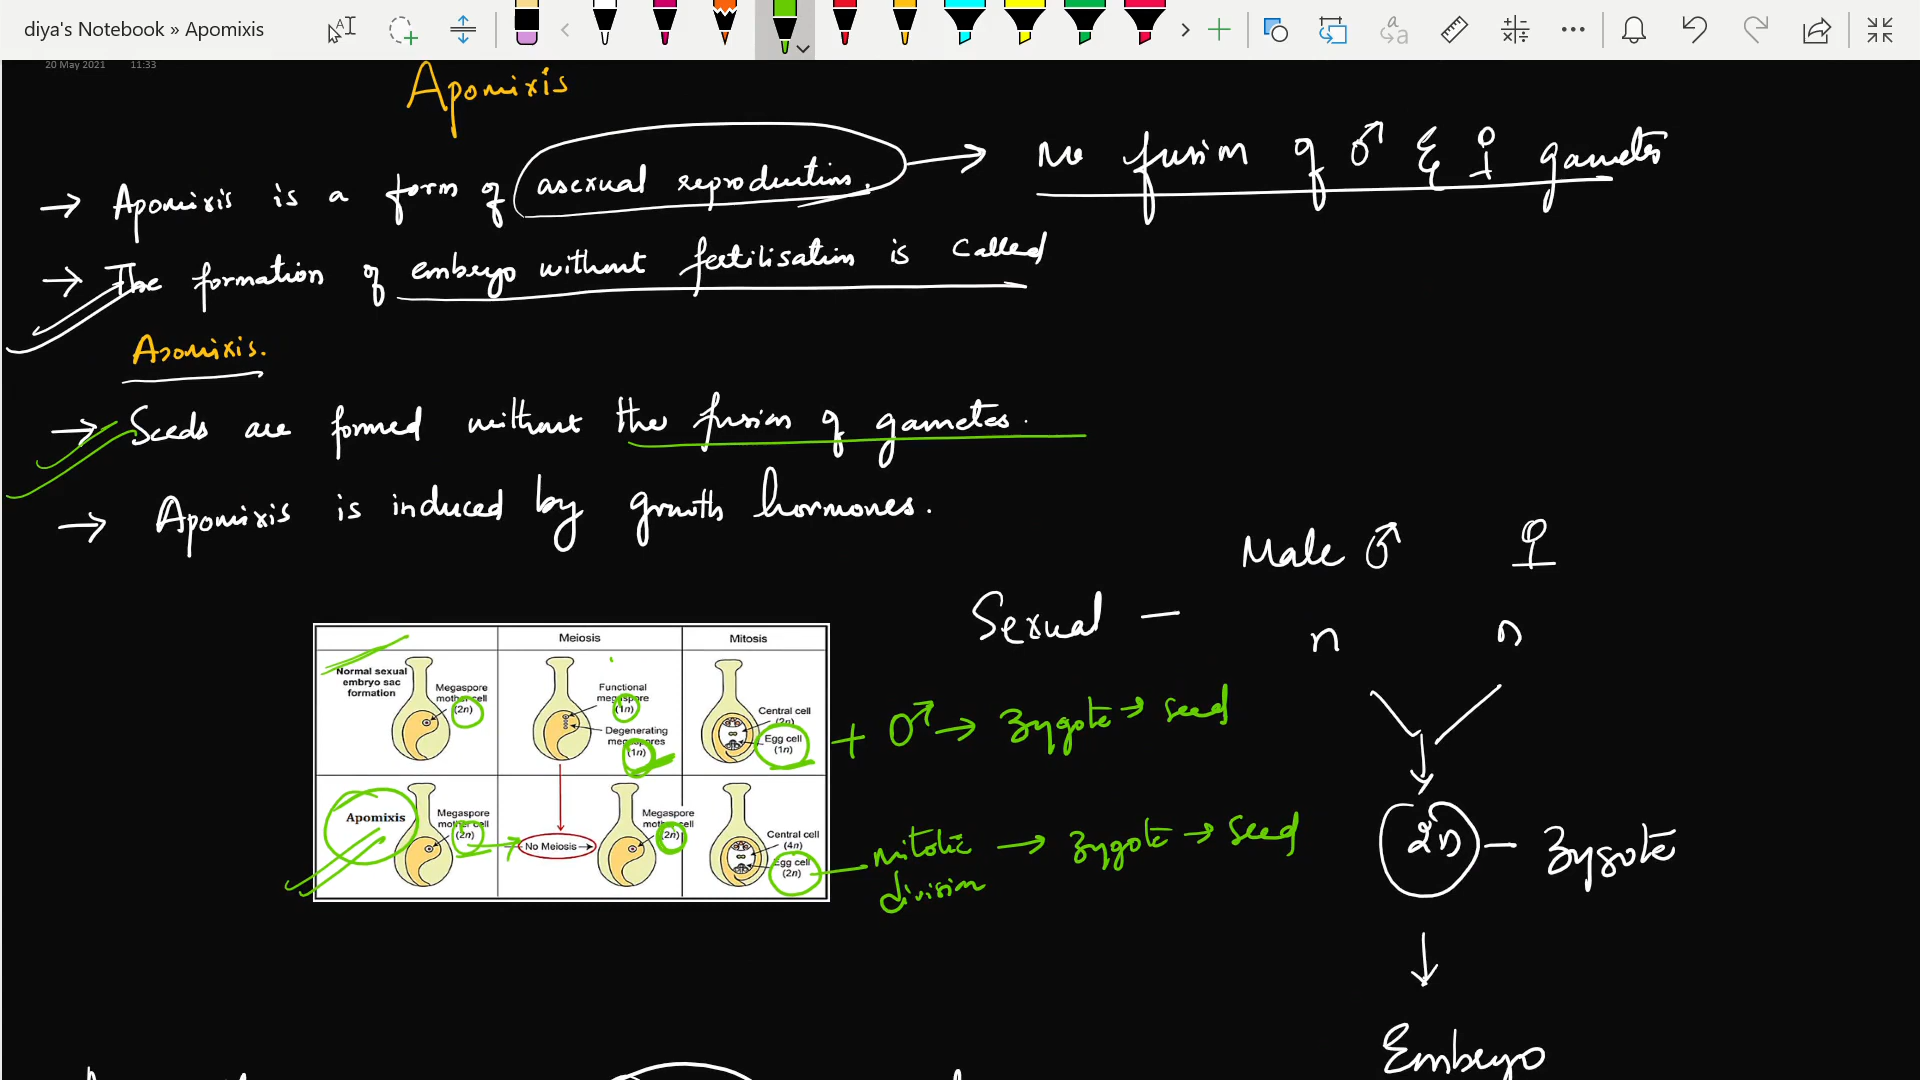 diya's Notebook » Apomixis
20 May 2021 11:33
Apomixis
→ Apomixis is a form of asexual reproduction. → No fusion of ♂ & ♀ gametes
→ The formation of embryo without fertilisation is called
Apomixis.
→ Seeds are formed without the fusion of gametes.
→ Apomixis is induced by growth hormones.
Male ♂ ♀
Sexual —
n n
2n — Zygote
Embryo
Meiosis Mitosis
Normal sexual
embryo sac
formation
Megaspore
mother cell
(2n)
Functional
megaspore
(1n)
Degenerating
megaspores
(1n)
Central cell
(2n)
Egg cell
(1n)
+ ♂ → Zygote → seed
Apomixis
Megaspore
mother cell
(2n)
No Meiosis →
Megaspore
mother cell
(2n)
Central cell
(4n)
Egg cell
(2n)
mitotic → Zygote → seed
division